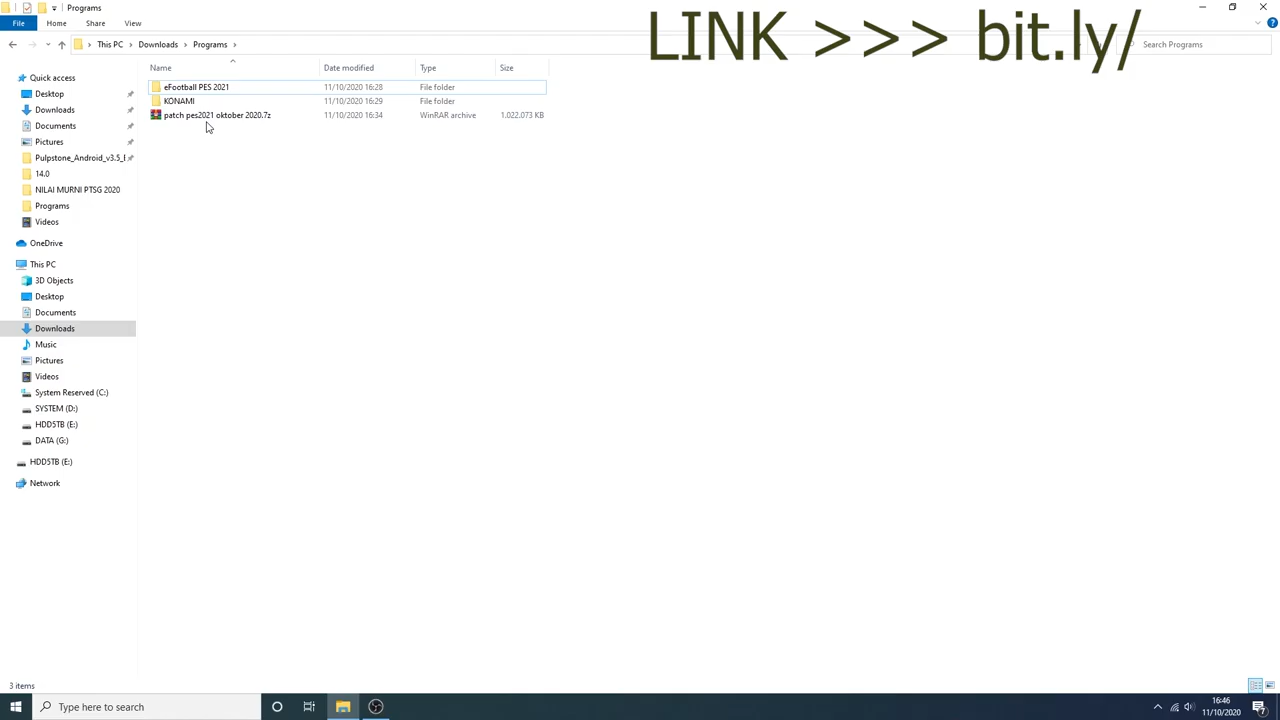 Programs
LINK >>> bit.ly/
File Home Share View
This PC Downloads Programs
Search Programs
Name Date modified Type Size
Quick access
Desktop
Downloads
Documents
Pictures
Pulpstone_Android_v3.5_E
14.0
NILAI MURNI PTSG 2020
Programs
Videos
OneDrive
This PC
3D Objects
Desktop
Documents
Downloads
Music
Pictures
Videos
System Reserved (C:)
SYSTEM (D:)
HDD5TB (E:)
DATA (G:)
HDD5TB (E:)
Network
eFootball PES 2021 11/10/2020 16:28 File folder
KONAMI 11/10/2020 16:29 File folder
patch pes2021 oktober 2020.7z 11/10/2020 16:34 WinRAR archive 1.022.073 KB
3 items
Type here to search
16:46
11/10/2020